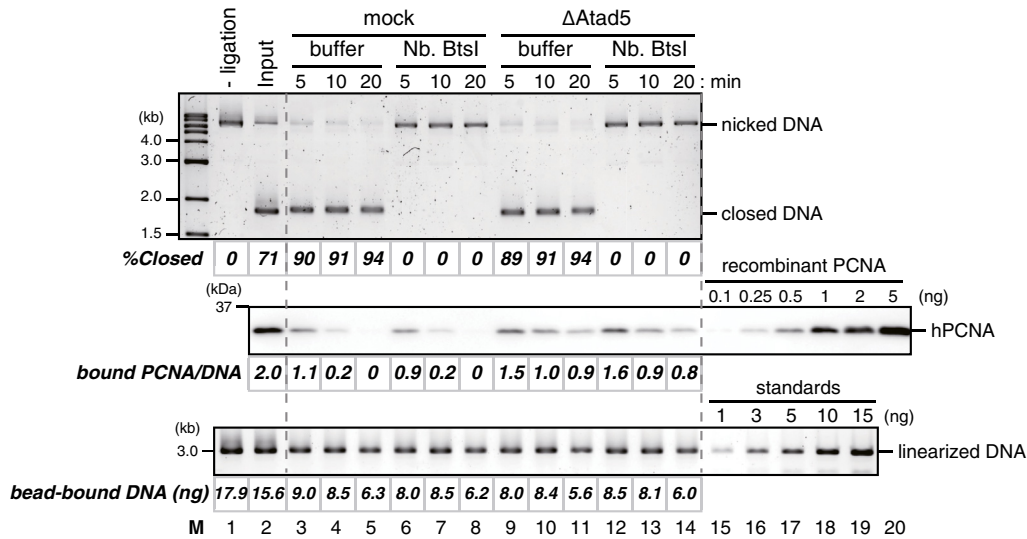 - ligation
Input
mock
ΔAtad5
buffer
Nb. BtsI
buffer
Nb. BtsI
5 10 20 5 10 20 5 10 20 5 10 20 : min
(kb)
4.0
3.0
2.0
1.5
nicked DNA
closed DNA
%Closed 0 71 90 91 94 0 0 0 89 91 94 0 0 0
recombinant PCNA
0.1 0.25 0.5 1 2 5 (ng)
(kDa)
37
hPCNA
bound PCNA/DNA 2.0 1.1 0.2 0 0.9 0.2 0 1.5 1.0 0.9 1.6 0.9 0.8
standards
1 3 5 10 15 (ng)
(kb)
3.0
linearized DNA
bead-bound DNA (ng) 17.9 15.6 9.0 8.5 6.3 8.0 8.5 6.2 8.0 8.4 5.6 8.5 8.1 6.0
M 1 2 3 4 5 6 7 8 9 10 11 12 13 14 15 16 17 18 19 20